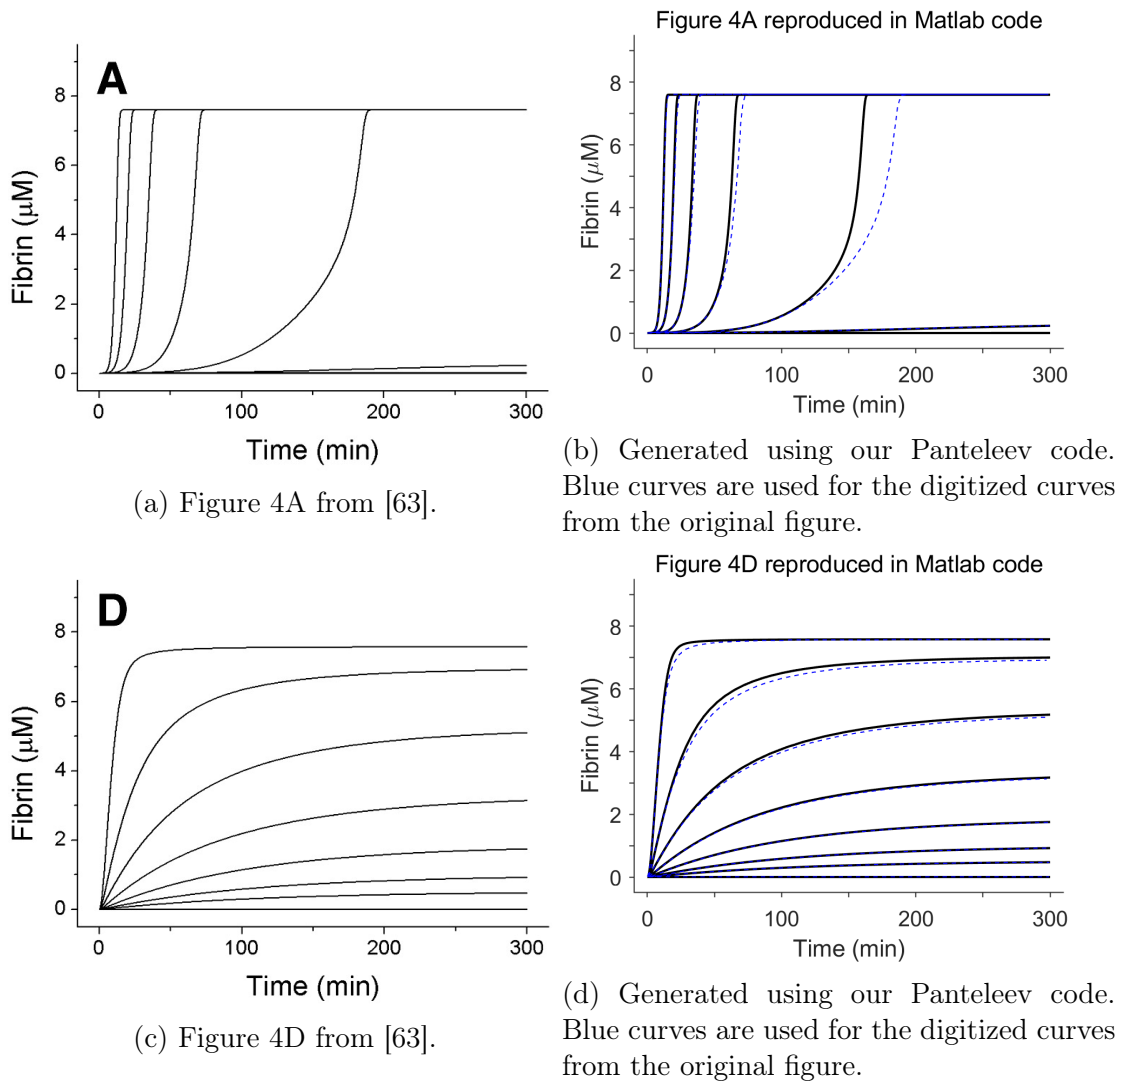 A
8
6
4
2
0
Fibrin (μM)
0 100 200 300
Time (min)
(a) Figure 4A from [63].
Figure 4A reproduced in Matlab code
8
6
4
2
0
Fibrin (μM)
0 100 200 300
Time (min)
(b) Generated using our Panteleev code.
Blue curves are used for the digitized curves
from the original figure.
D
8
6
4
2
0
Fibrin (μM)
0 100 200 300
Time (min)
(c) Figure 4D from [63].
Figure 4D reproduced in Matlab code
8
6
4
2
0
Fibrin (μM)
0 100 200 300
Time (min)
(d) Generated using our Panteleev code.
Blue curves are used for the digitized curves
from the original figure.